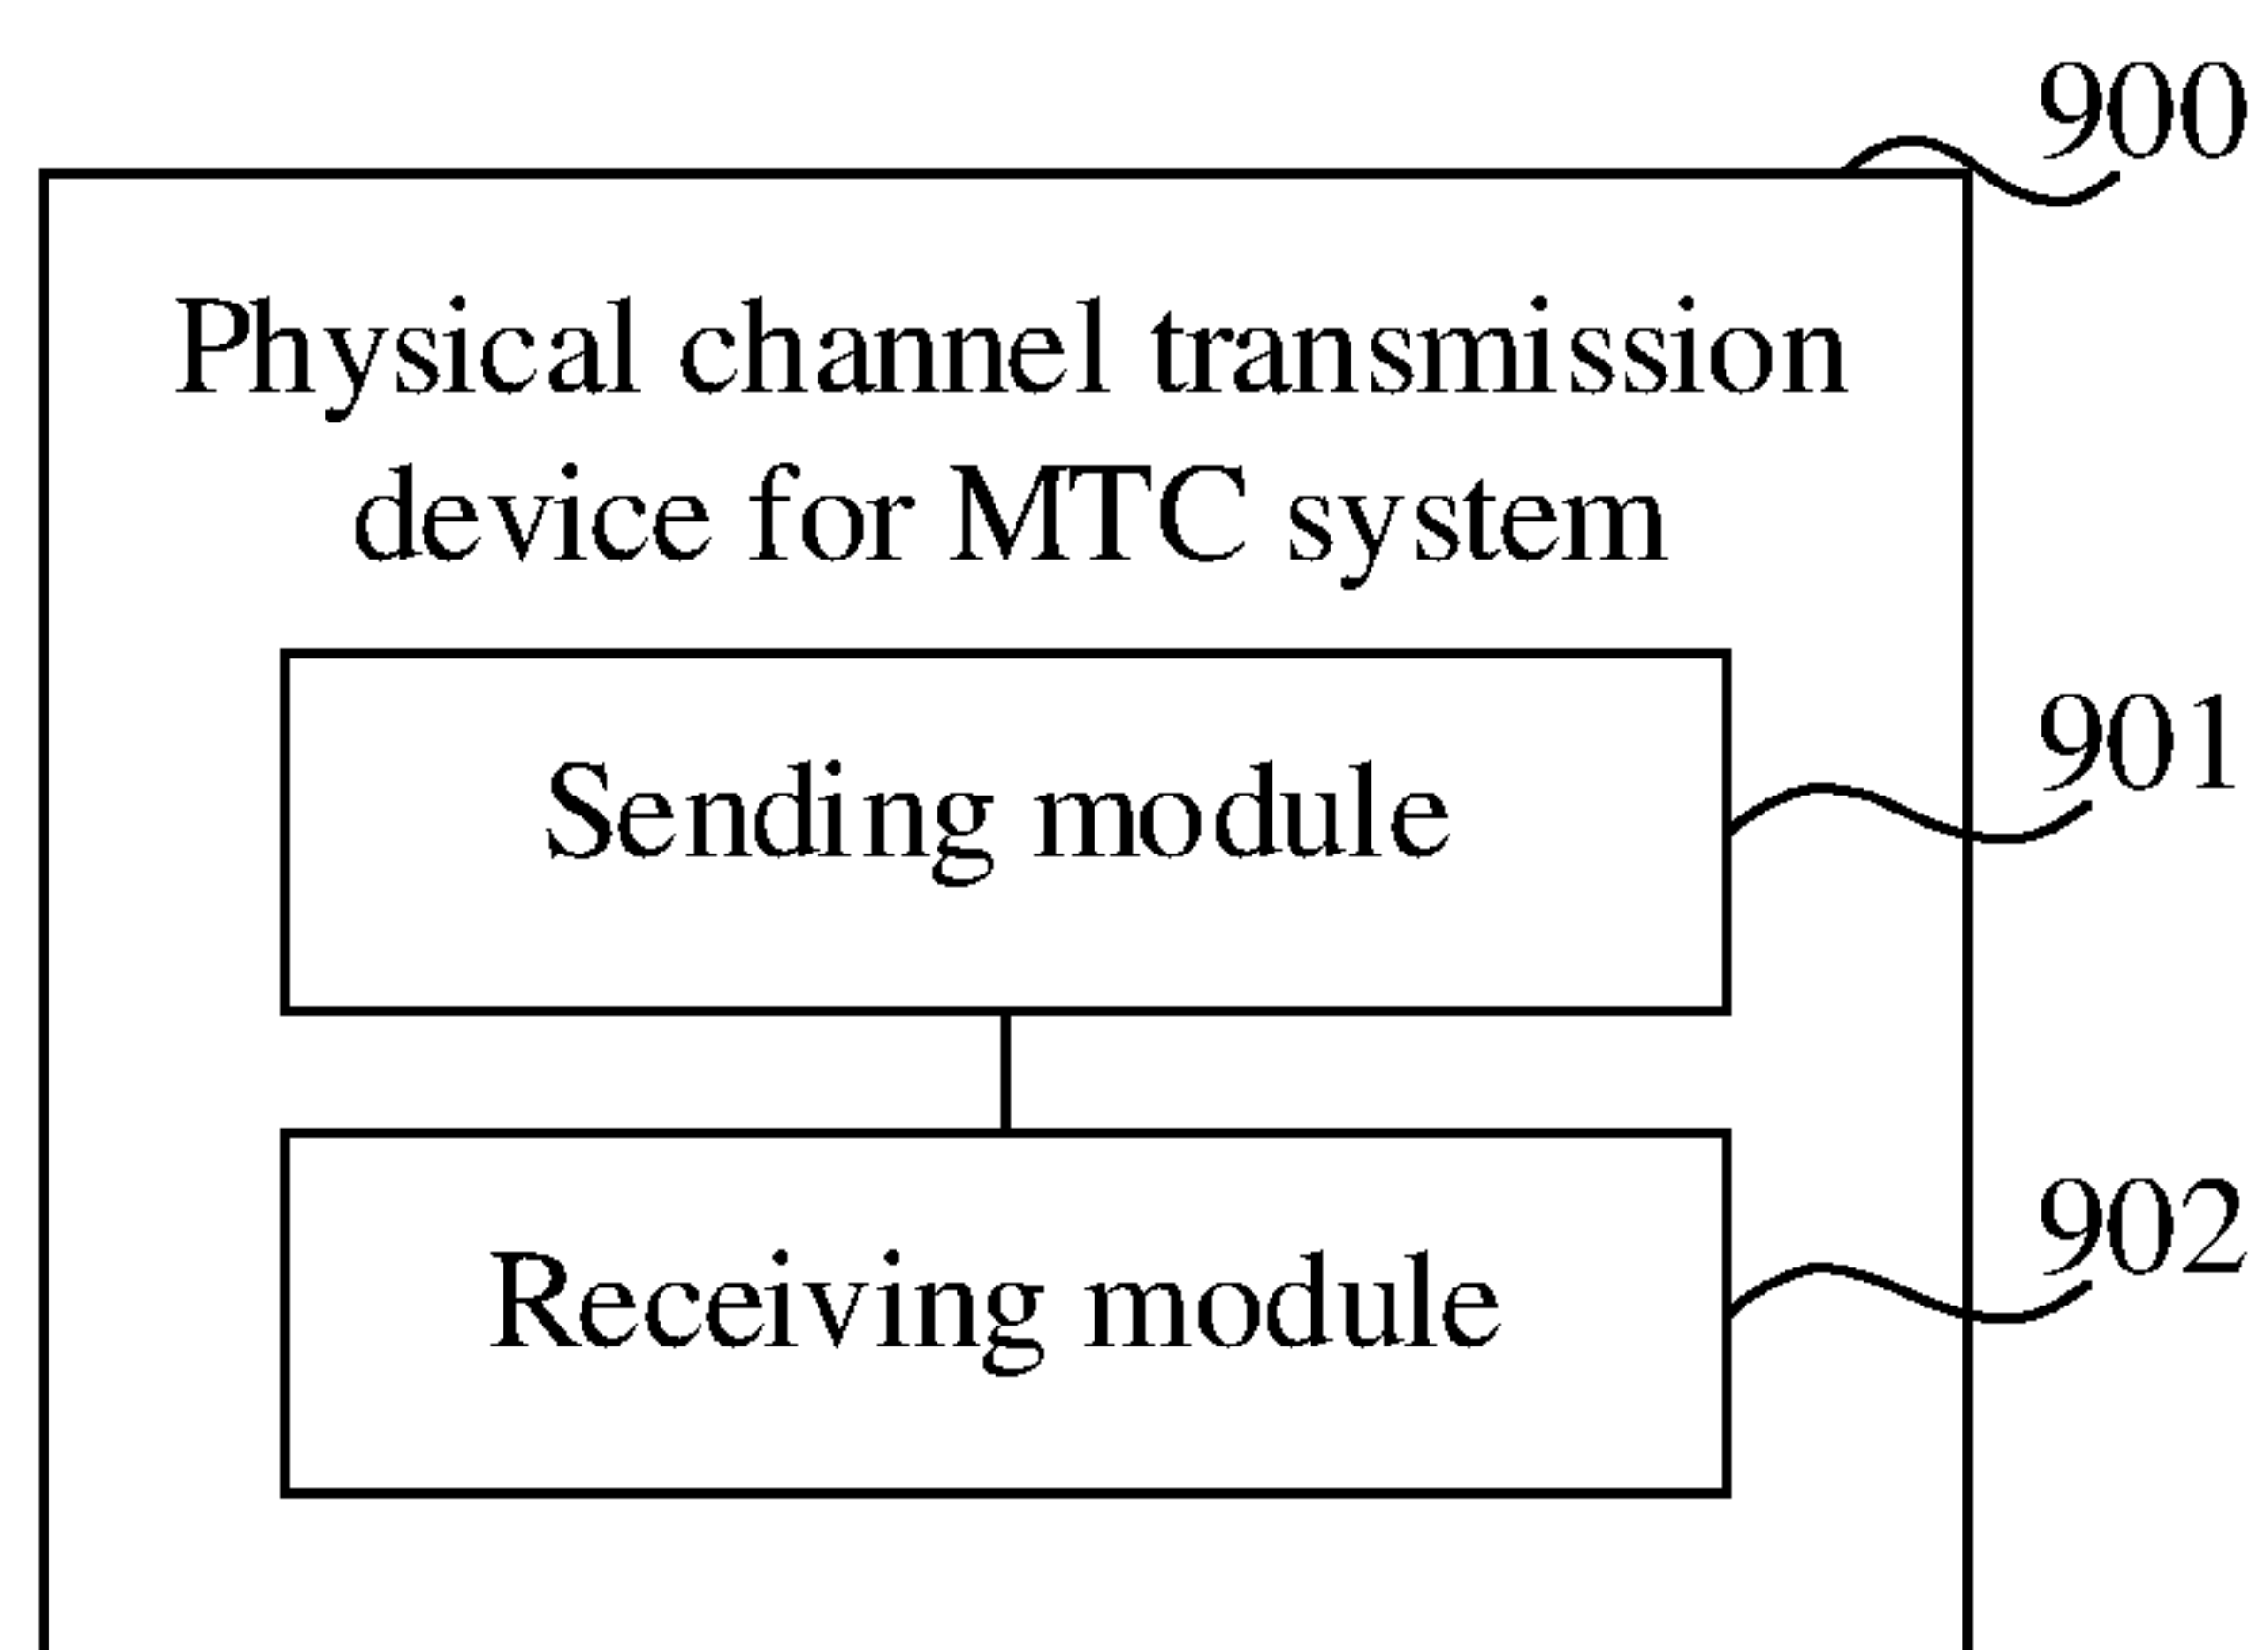 900
Physical channel transmission
device for MTC system
901
Sending module
902
Receiving module